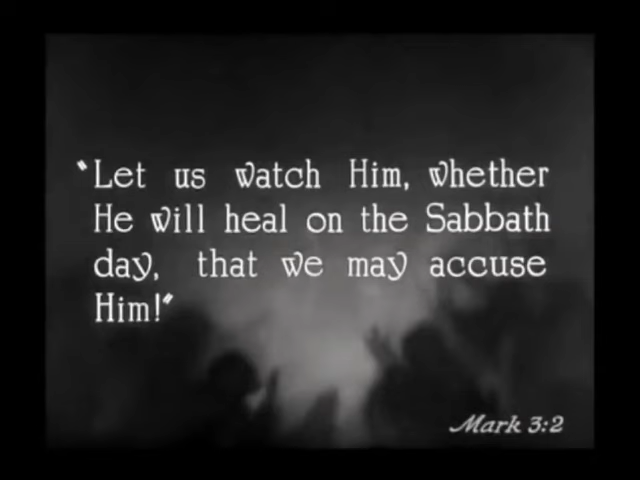 "Let us watch Him, whether
He will heal on the Sabbath
day, that we may accuse
Him!"
Mark 3:2